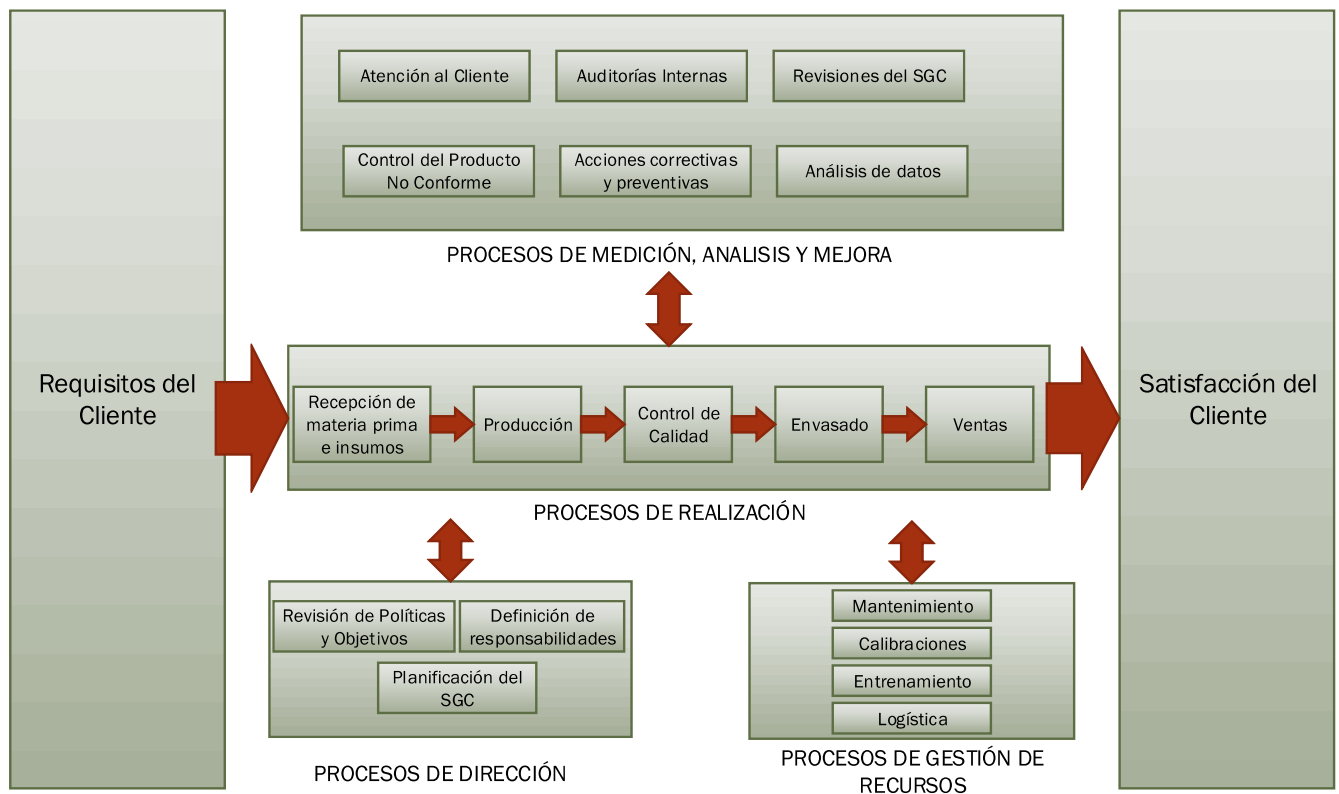 Requisitos del
Cliente
Atención al Cliente
Auditorías Internas
Revisiones del SGC
Control del Producto
No Conforme
Acciones correctivas
y preventivas
Análisis de datos
PROCESOS DE MEDICIÓN, ANALISIS Y MEJORA
Recepción de
materia prima
e insumos
Producción
Control de
Calidad
Envasado
Ventas
PROCESOS DE REALIZACIÓN
Revisión de Políticas
y Objetivos
Definición de
responsabilidades
Planificación del
SGC
PROCESOS DE DIRECCIÓN
Mantenimiento
Calibraciones
Entrenamiento
Logística
PROCESOS DE GESTIÓN DE
RECURSOS
Satisfacción del
Cliente